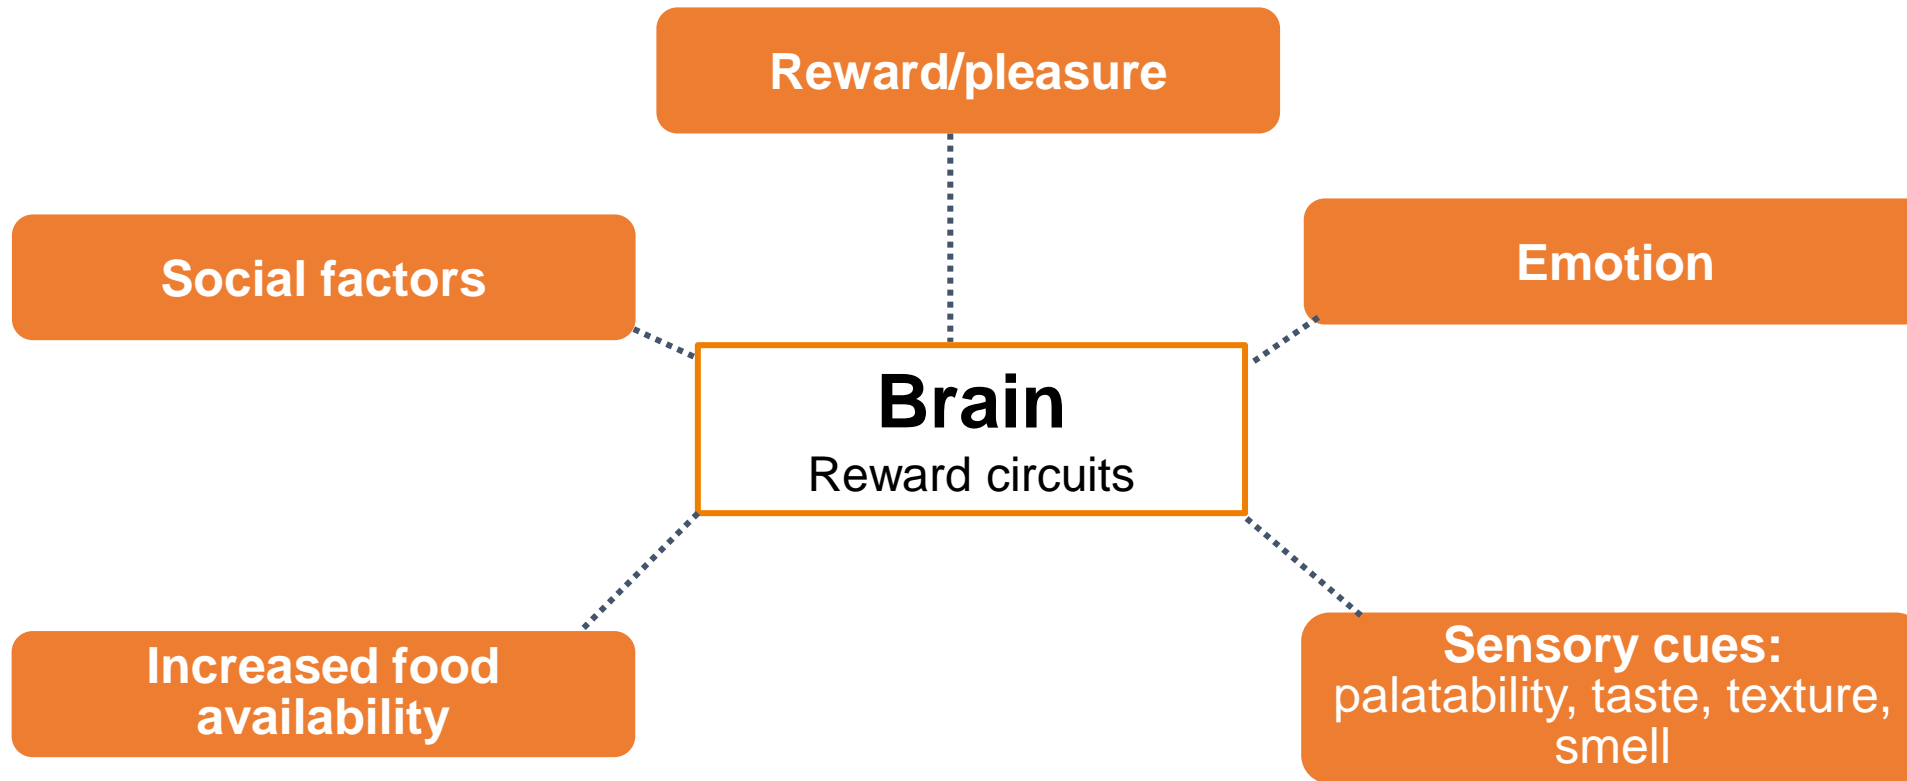 Reward/pleasure
Social factors
Emotion
Brain
Reward circuits
Increased food
availability
Sensory cues:
palatability, taste, texture,
smell